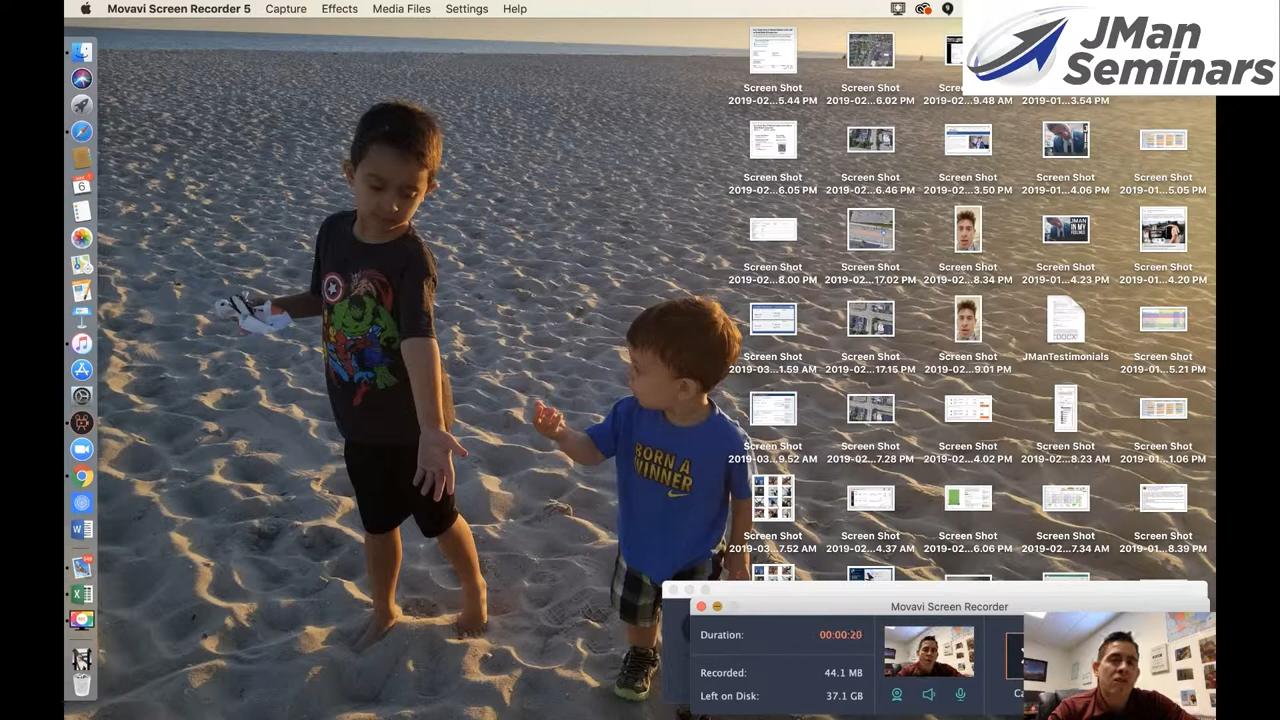 Movavi Screen Recorder 5 Capture Effects Media Files Settings Help
JMan
Seminars
Screen Shot
2019-02...5.44 PM
Screen Shot
2019-02...6.02 PM
Screen Shot
2019-02...9.48 AM
Screen Shot
2019-01...3.54 PM
Screen Shot
2019-02...6.05 PM
Screen Shot
2019-02...6.46 PM
Screen Shot
2019-02...3.50 PM
Screen Shot
2019-01...4.06 PM
Screen Shot
2019-01...5.05 PM
JMAN
IN MY
Screen Shot
2019-02...8.00 PM
Screen Shot
2019-02...17.02 PM
Screen Shot
2019-02...8.34 PM
Screen Shot
2019-01...4.23 PM
Screen Shot
2019-01...4.20 PM
DOCX
Screen Shot
2019-03...1.59 AM
Screen Shot
2019-02...17.15 PM
Screen Shot
2019-02...9.01 PM
JManTestimonials
Screen Shot
2019-01...5.21 PM
Screen Shot
2019-03...9.52 AM
Screen Shot
2019-02...7.28 PM
Screen Shot
2019-02...4.02 PM
Screen Shot
2019-02...8.23 AM
Screen Shot
2019-01...1.06 PM
Screen Shot
2019-03...7.52 AM
Screen Shot
2019-02...4.37 AM
Screen Shot
2019-02...6.06 PM
Screen Shot
2019-02...7.34 AM
Screen Shot
2019-01...8.39 PM
6
BORN A
WINNER
Movavi Screen Recorder
Duration: 00:00:20
Recorded: 44.1 MB
Left on Disk: 37.1 GB
Ca